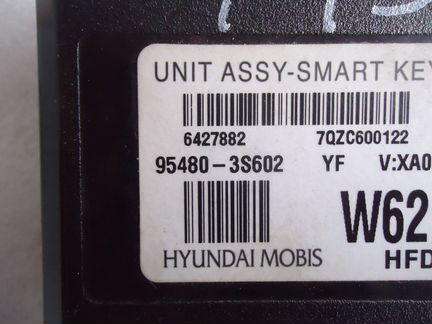 UNIT ASSY-SMART KEY
6427882 7QZC600122
95480-3S602 YF V:XA0
W62
HYUNDAI MOBIS HFD